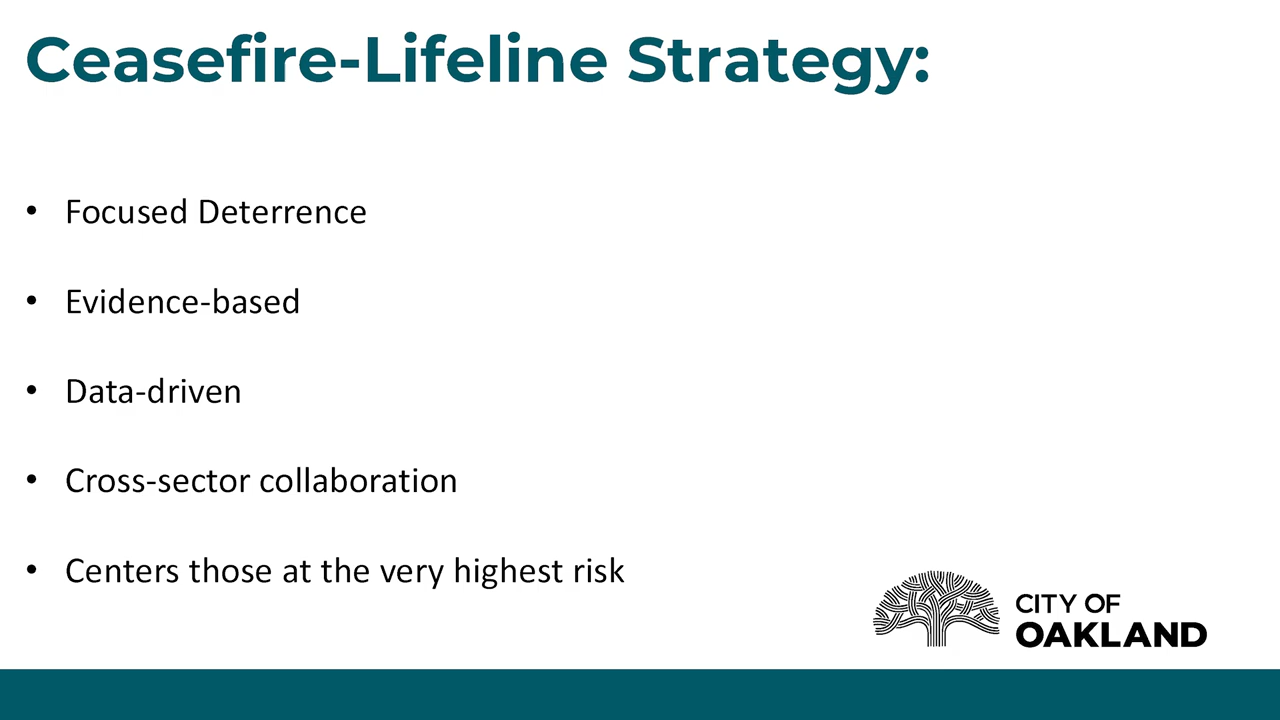 Ceasefire-Lifeline Strategy:
• Focused Deterrence
• Evidence-based
• Data-driven
• Cross-sector collaboration
• Centers those at the very highest risk
CITY OF
OAKLAND